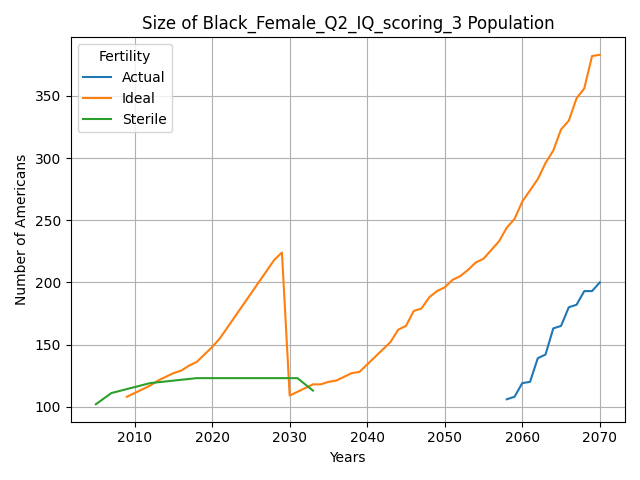 Size of Black_Female_Q2_IQ_scoring_3 Population
Fertility
Actual
Ideal
Sterile
Number of Americans
350
300
250
200
150
100
2010 2020 2030 2040 2050 2060 2070
Years